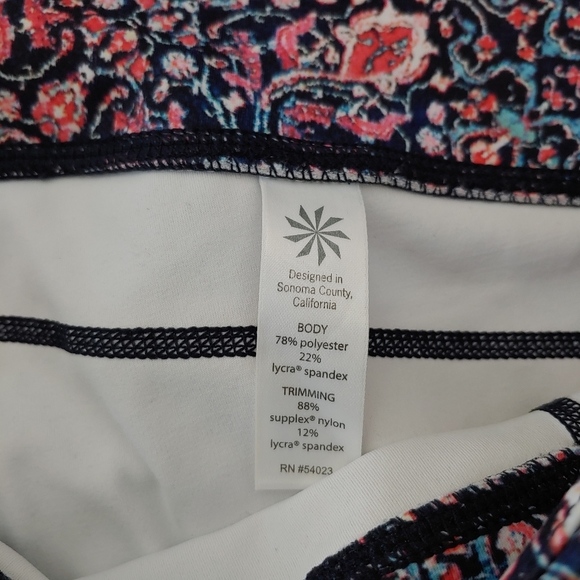 Designed in
Sonoma County,
California
BODY
78% polyester
22%
lycra® spandex
TRIMMING
88%
supplex® nylon
12%
lycra® spandex
RN #54023